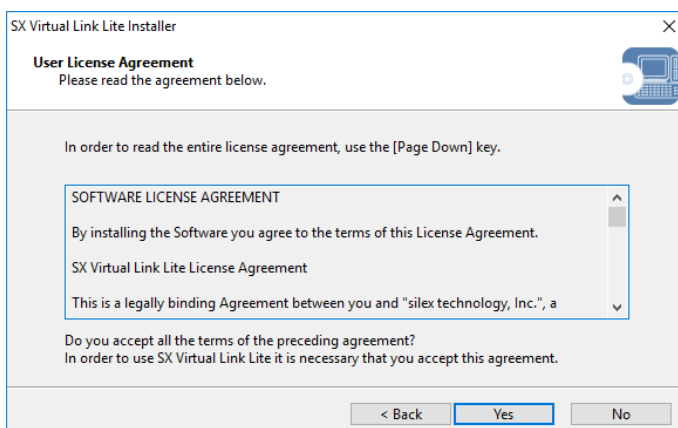 SX Virtual Link Lite Installer
User License Agreement
Please read the agreement below.
In order to read the entire license agreement, use the [Page Down] key.
SOFTWARE LICENSE AGREEMENT
By installing the Software you agree to the terms of this License Agreement.
SX Virtual Link Lite License Agreement
This is a legally binding Agreement between you and "silex technology, Inc.", a
Do you accept all the terms of the preceding agreement?
In order to use SX Virtual Link Lite it is necessary that you accept this agreement.
< Back Yes No